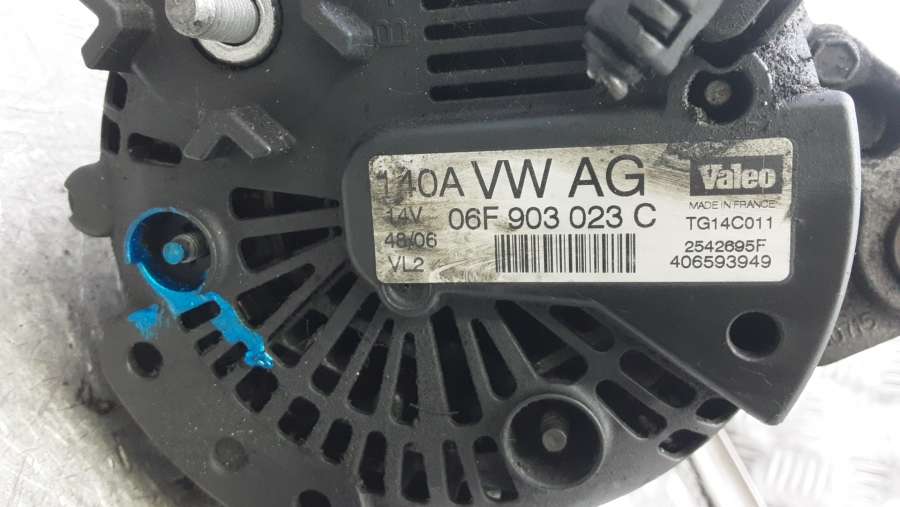 B
140A VW AG Valeo
MADE IN FRANCE
14V 06F 903 023 C TG14C011
48/06 2542695F
VL2 406593949